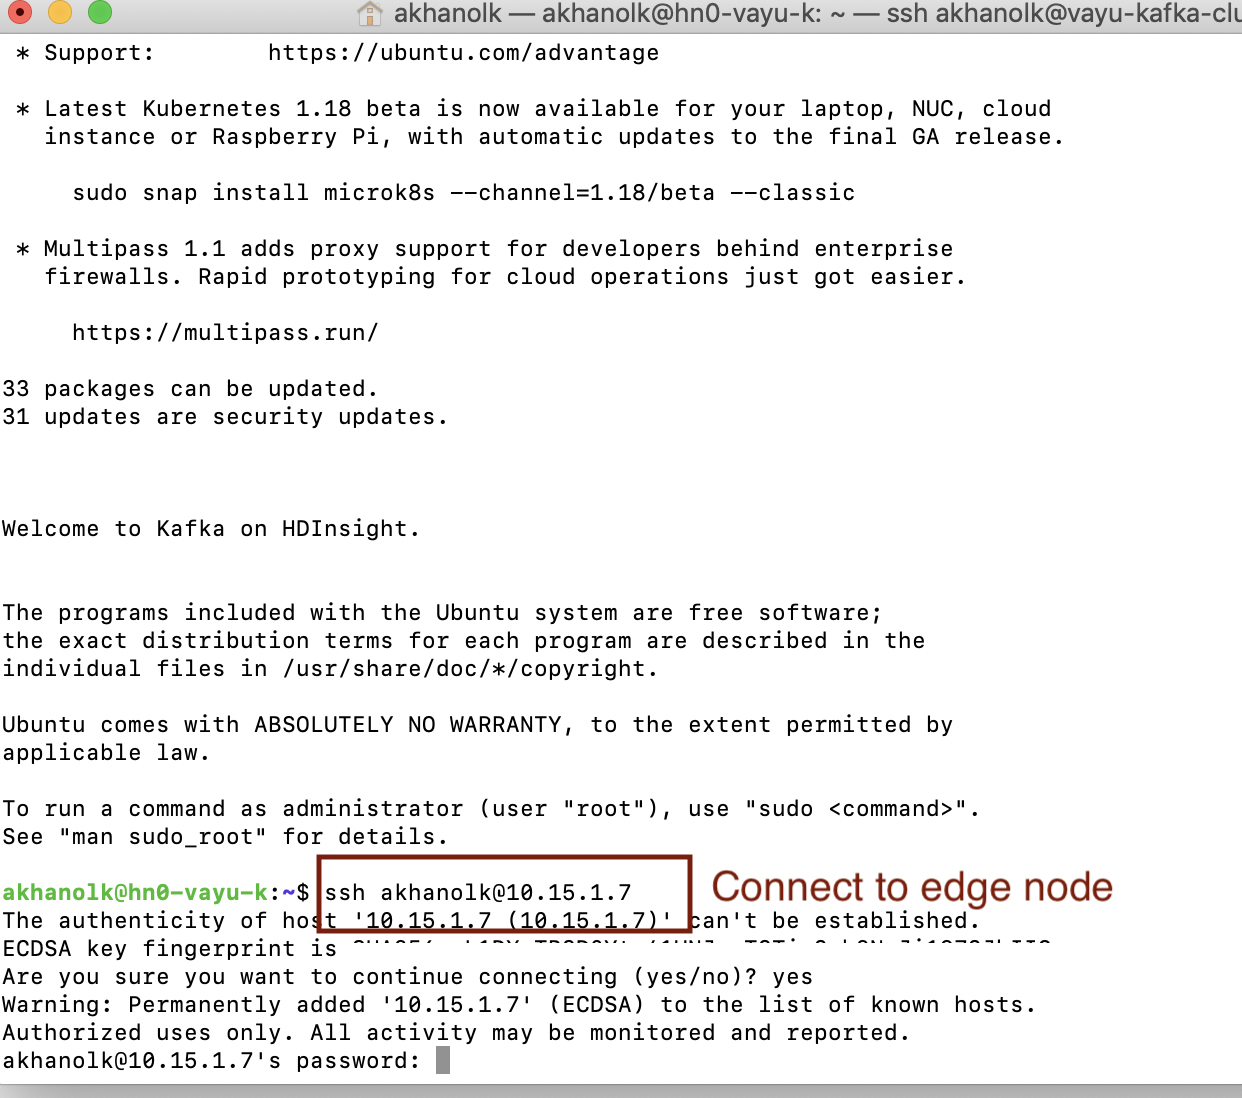 akhanolk — akhanolk@hn0-vayu-k: ~ — ssh akhanolk@vayu-kafka-clu
* Support:        https://ubuntu.com/advantage
* Latest Kubernetes 1.18 beta is now available for your laptop, NUC, cloud
instance or Raspberry Pi, with automatic updates to the final GA release.
sudo snap install microk8s --channel=1.18/beta --classic
* Multipass 1.1 adds proxy support for developers behind enterprise
firewalls. Rapid prototyping for cloud operations just got easier.
https://multipass.run/
33 packages can be updated.
31 updates are security updates.
Welcome to Kafka on HDInsight.
The programs included with the Ubuntu system are free software;
the exact distribution terms for each program are described in the
individual files in /usr/share/doc/*/copyright.
Ubuntu comes with ABSOLUTELY NO WARRANTY, to the extent permitted by
applicable law.
To run a command as administrator (user "root"), use "sudo <command>".
See "man sudo_root" for details.
akhanolk@hn0-vayu-k:~$ ssh akhanolk@10.15.1.7
Connect to edge node
The authenticity of host '10.15.1.7 (10.15.1.7)' can't be established.
ECDSA key fingerprint is
Are you sure you want to continue connecting (yes/no)? yes
Warning: Permanently added '10.15.1.7' (ECDSA) to the list of known hosts.
Authorized uses only. All activity may be monitored and reported.
akhanolk@10.15.1.7's password: